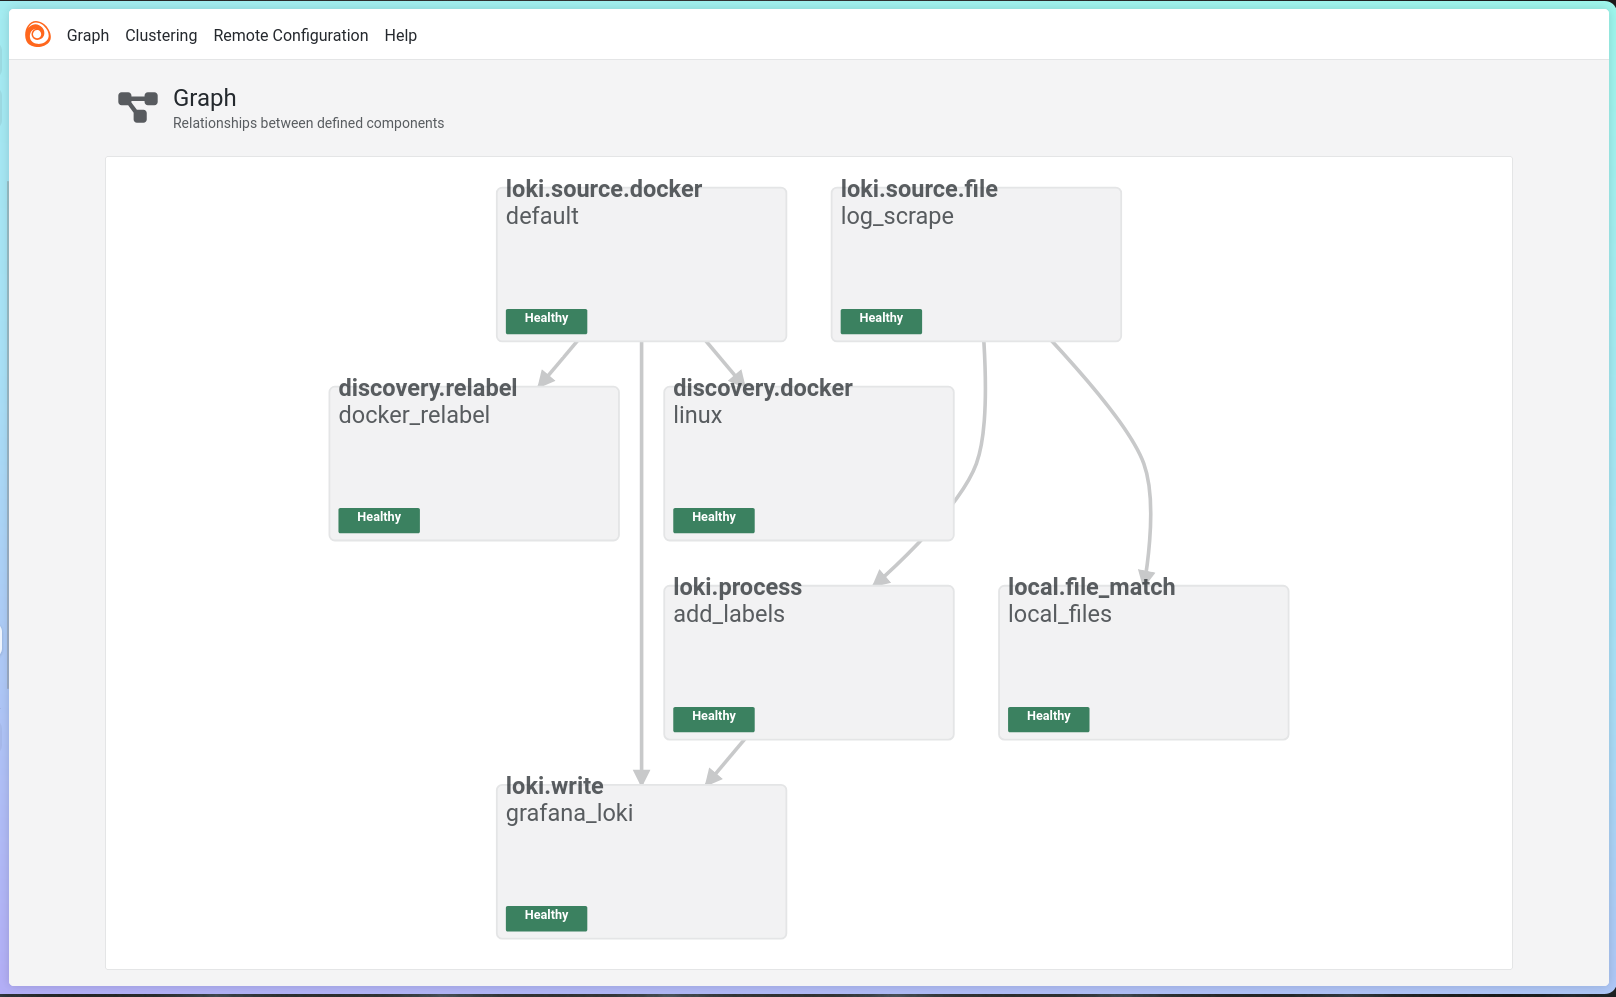 Graph Clustering Remote Configuration Help
Graph
Relationships between defined components
loki.source.docker
default
Healthy
loki.source.file
log_scrape
Healthy
discovery.relabel
docker_relabel
Healthy
discovery.docker
linux
Healthy
loki.process
add_labels
Healthy
local.file_match
local_files
Healthy
loki.write
grafana_loki
Healthy